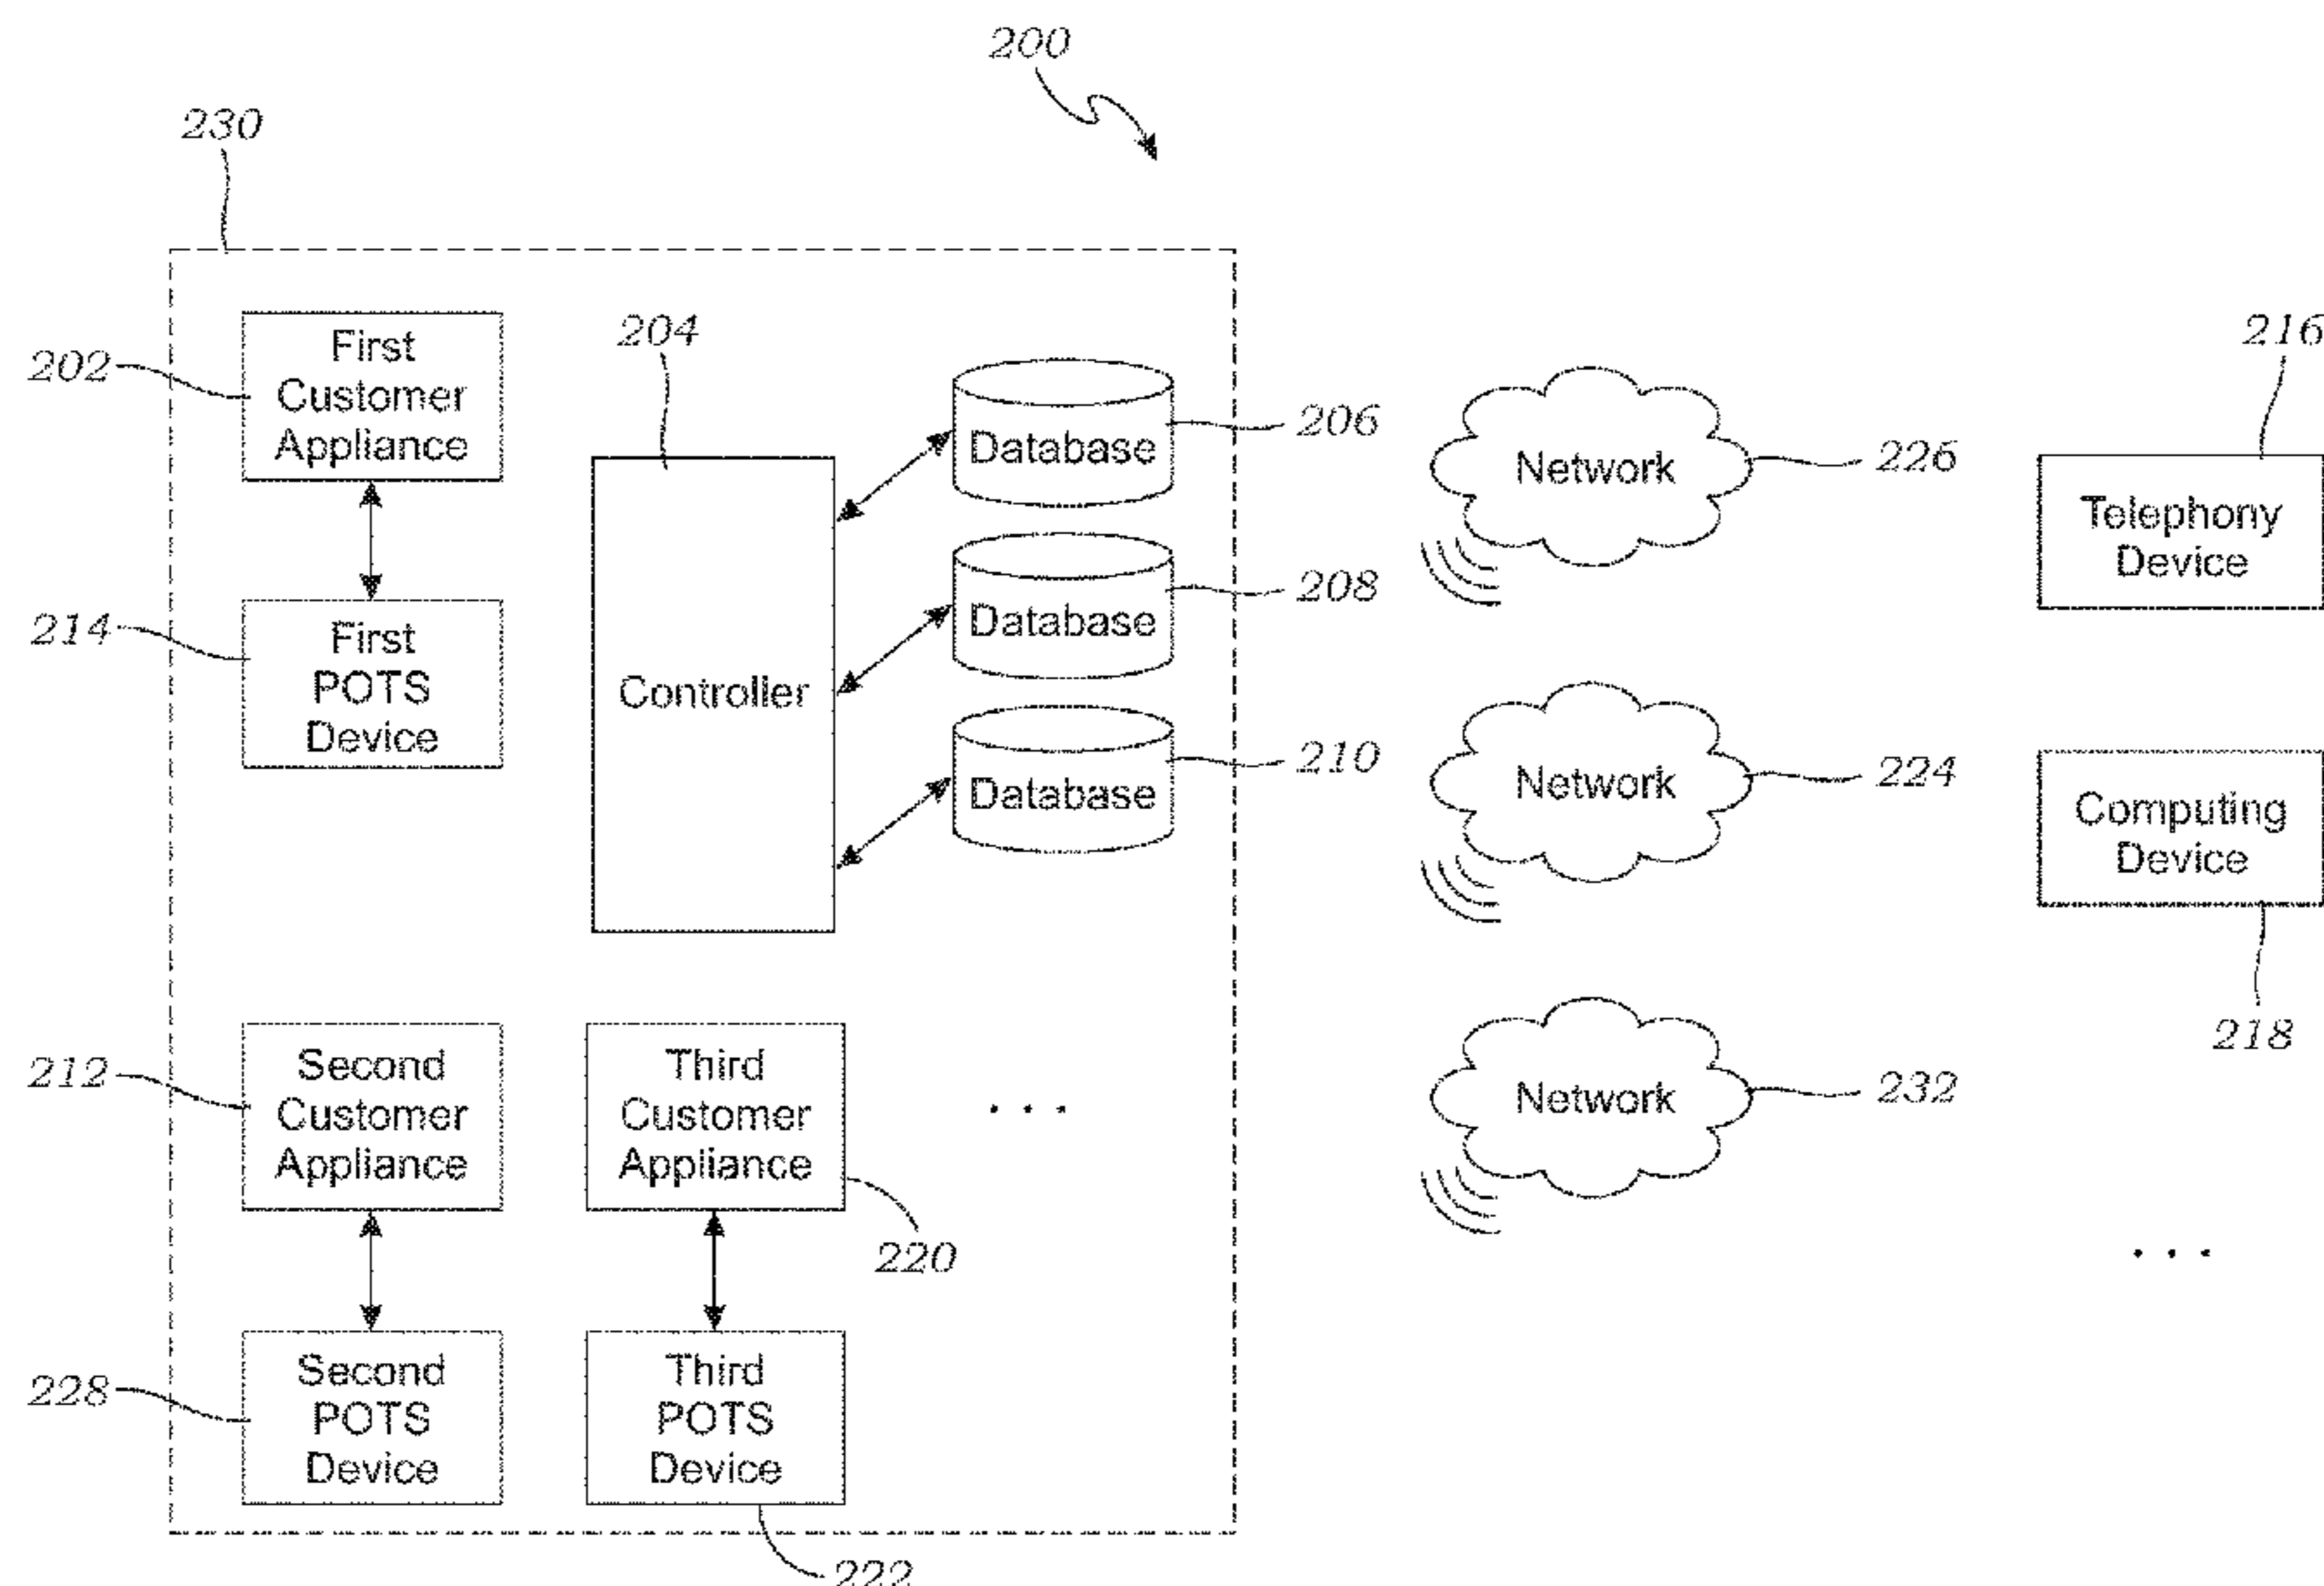 200
230
First
Customer
Appliance
202
204
Database
206
216
Network
226
Telephony
Device
First
POTS
Device
214
Controller
Database
208
Database
210
Network
224
Computing
Device
218
Second
Customer
Appliance
212
Third
Customer
Appliance
220
. . .
Network
232
. . .
Second
POTS
Device
228
Third
POTS
Device
222